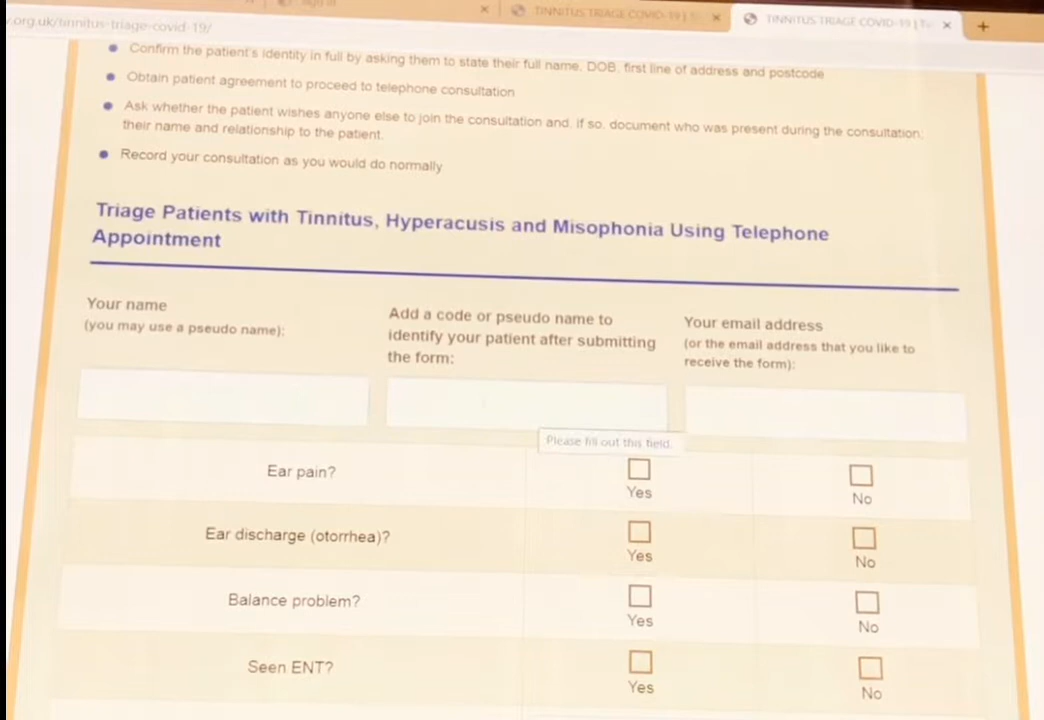 Sign in
TINNITUS TRIAGE COVID-19 | T
TINNITUS TRIAGE COVID-19 | T
.org.uk/tinnitus-triage-covid-19/
Confirm the patient's identity in full by asking them to state their full name, DOB, first line of address and postcode
Obtain patient agreement to proceed to telephone consultation
Ask whether the patient wishes anyone else to join the consultation and, if so, document who was present during the consultation,
their name and relationship to the patient.
Record your consultation as you would do normally
Triage Patients with Tinnitus, Hyperacusis and Misophonia Using Telephone
Appointment
Your name
(you may use a pseudo name):
Add a code or pseudo name to
identify your patient after submitting
the form:
Your email address
(or the email address that you like to
receive the form):
Please fill out this field.
Ear pain?
Yes
No
Ear discharge (otorrhea)?
Yes
No
Balance problem?
Yes
No
Seen ENT?
Yes
No